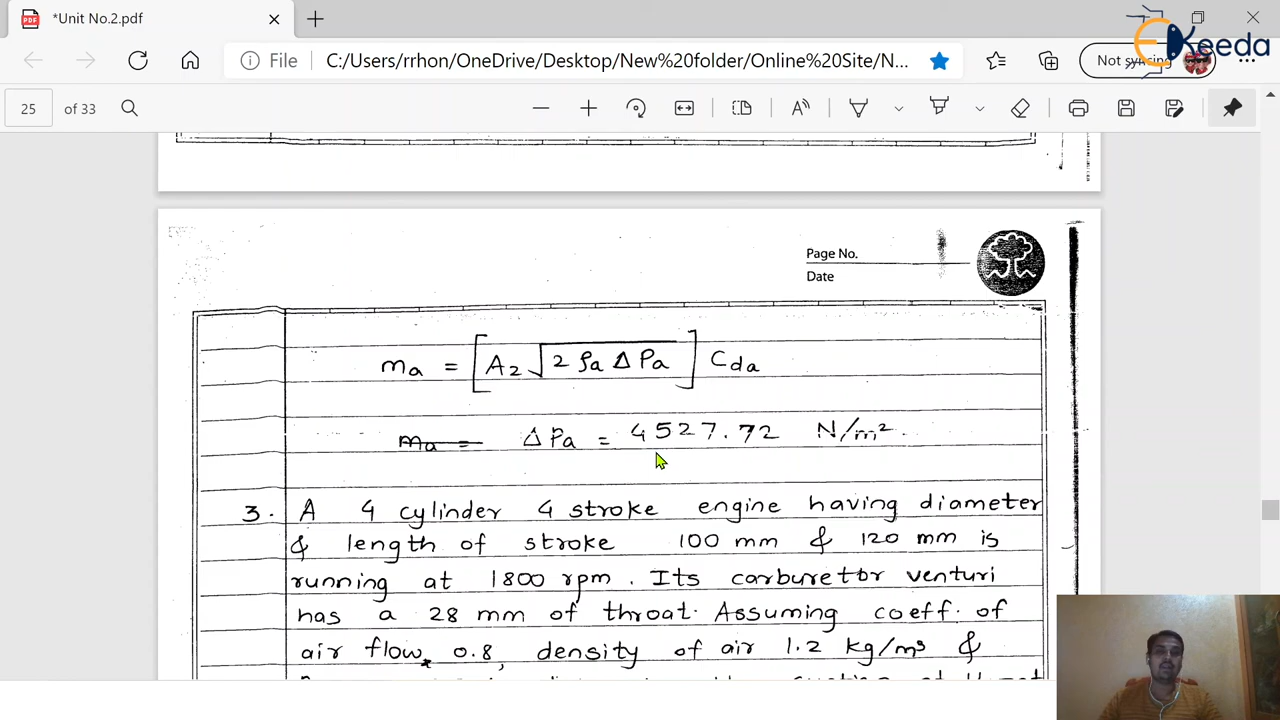 *Unit No.2.pdf
EKeeda
File
C:/Users/rrhon/OneDrive/Desktop/New%20folder/Online%20Site/N...
Not syncing
25 of 33
Page No.
Date
ma = [A2 √2 ρa Δ Pa] Cda
ma = Δ Pa = 4527.72 N/m²
3. A 4 cylinder 4 stroke engine having diameter
& length of stroke 100 mm & 120 mm is
running at 1800 rpm. Its carburettor venturi
has a 28 mm of throat. Assuming coeff. of
air flow 0.8, density of air 1.2 kg/m³ &